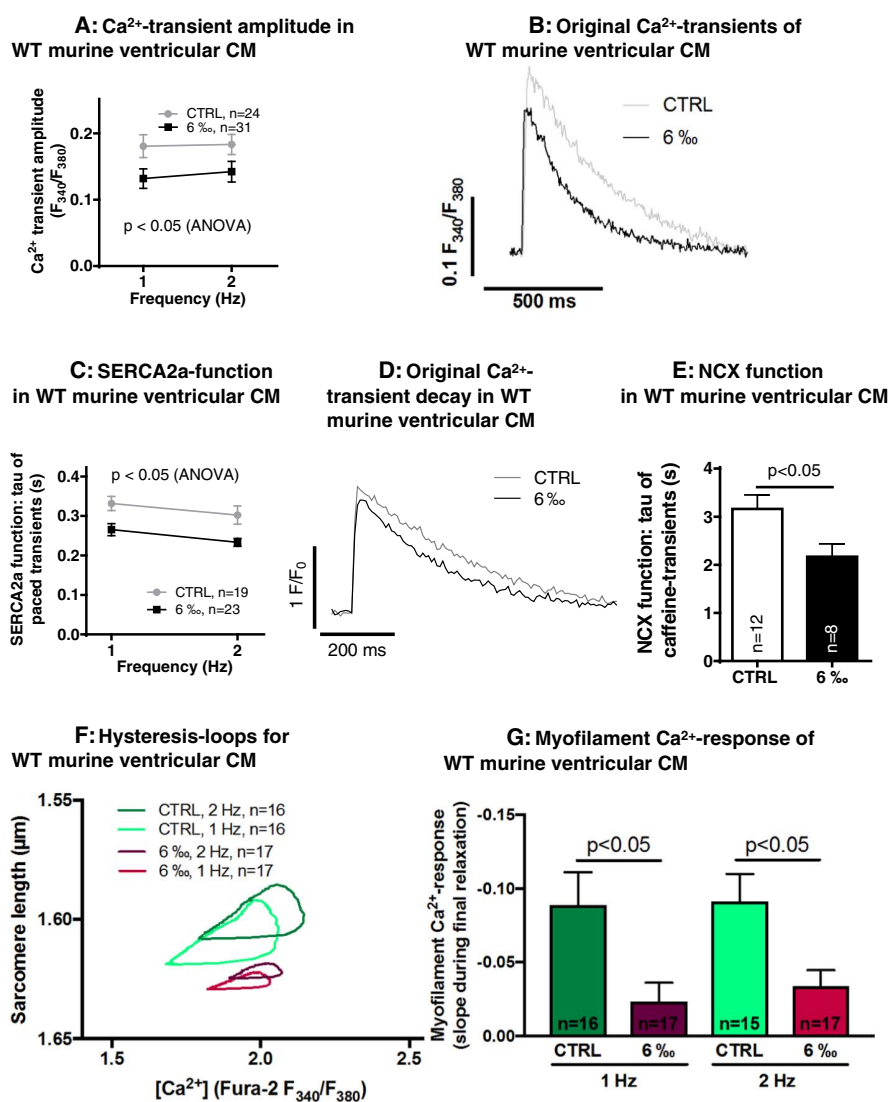 A: Ca²⁺-transient amplitude in
WT murine ventricular CM
Ca²⁺ transient amplitude
(F₃₄₀/F₃₈₀)
0.2
0.1
0.0
CTRL, n=24
6 ‰, n=31
p < 0.05 (ANOVA)
1
2
Frequency (Hz)
B: Original Ca²⁺-transients of
WT murine ventricular CM
CTRL
6 ‰
0.1 F₃₄₀/F₃₈₀
500 ms
C: SERCA2a-function
in WT murine ventricular CM
SERCA2a function: tau of
paced transients (s)
0.4
0.3
0.2
0.1
0.0
p < 0.05 (ANOVA)
CTRL, n=19
6 ‰, n=23
1
2
Frequency (Hz)
D: Original Ca²⁺-
transient decay in WT
murine ventricular CM
CTRL
6 ‰
1 F/F₀
200 ms
E: NCX function
in WT murine ventricular CM
NCX function: tau of
caffeine-transients (s)
4
3
2
1
0
p<0.05
n=12
n=8
CTRL
6 ‰
F: Hysteresis-loops for
WT murine ventricular CM
Sarcomere length (µm)
1.55
1.60
1.65
CTRL, 2 Hz, n=16
CTRL, 1 Hz, n=16
6 ‰, 2 Hz, n=17
6 ‰, 1 Hz, n=17
1.5
2.0
2.5
[Ca²⁺] (Fura-2 F₃₄₀/F₃₈₀)
G: Myofilament Ca²⁺-response of
WT murine ventricular CM
Myofilament Ca²⁺-response
(slope during final relaxation)
-0.15
-0.10
-0.05
0.00
p<0.05
p<0.05
n=16
n=17
n=15
n=17
CTRL
6 ‰
CTRL
6 ‰
1 Hz
2 Hz